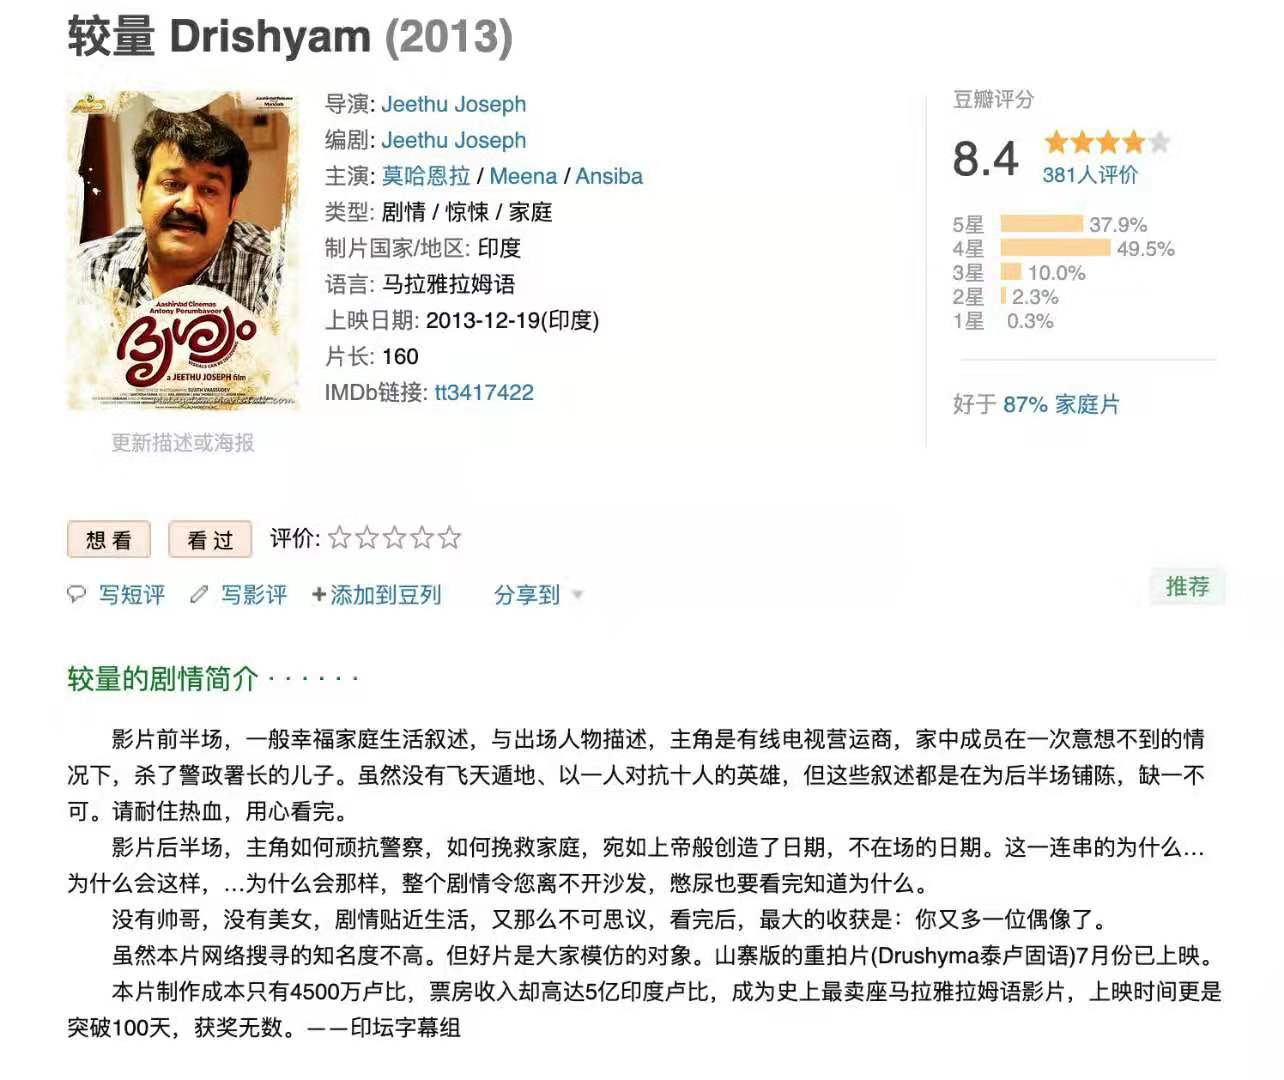 较量 Drishyam (2013)
Aashirvad Cinemas
Antony Perumbavoor
ദൃശ്യം
VISUALS CAN BE DECEIVING
a JEETHU JOSEPH film
更新描述或海报
导演: Jeethu Joseph
编剧: Jeethu Joseph
主演: 莫哈恩拉 / Meena / Ansiba
类型: 剧情 / 惊悚 / 家庭
制片国家/地区: 印度
语言: 马拉雅拉姆语
上映日期: 2013-12-19(印度)
片长: 160
IMDb链接: tt3417422
豆瓣评分
8.4
381人评价
5星 37.9%
4星 49.5%
3星 10.0%
2星 2.3%
1星 0.3%
好于 87% 家庭片
想看 看过 评价:
写短评 写影评 +添加到豆列 分享到
推荐
较量的剧情简介 · · · · · ·
影片前半场，一般幸福家庭生活叙述，与出场人物描述，主角是有线电视营运商，家中成员在一次意想不到的情
况下，杀了警政署长的儿子。虽然没有飞天遁地、以一人对抗十人的英雄，但这些叙述都是在为后半场铺陈，缺一不
可。请耐住热血，用心看完。
影片后半场，主角如何顽抗警察，如何挽救家庭，宛如上帝般创造了日期，不在场的日期。这一连串的为什么…
为什么会这样，…为什么会那样，整个剧情令您离不开沙发，憋尿也要看完知道为什么。
没有帅哥，没有美女，剧情贴近生活，又那么不可思议，看完后，最大的收获是：你又多一位偶像了。
虽然本片网络搜寻的知名度不高。但好片是大家模仿的对象。山寨版的重拍片(Drushyma泰卢固语)7月份已上映。
本片制作成本只有4500万卢比，票房收入却高达5亿印度卢比，成为史上最卖座马拉雅拉姆语影片，上映时间更是
突破100天，获奖无数。——印坛字幕组